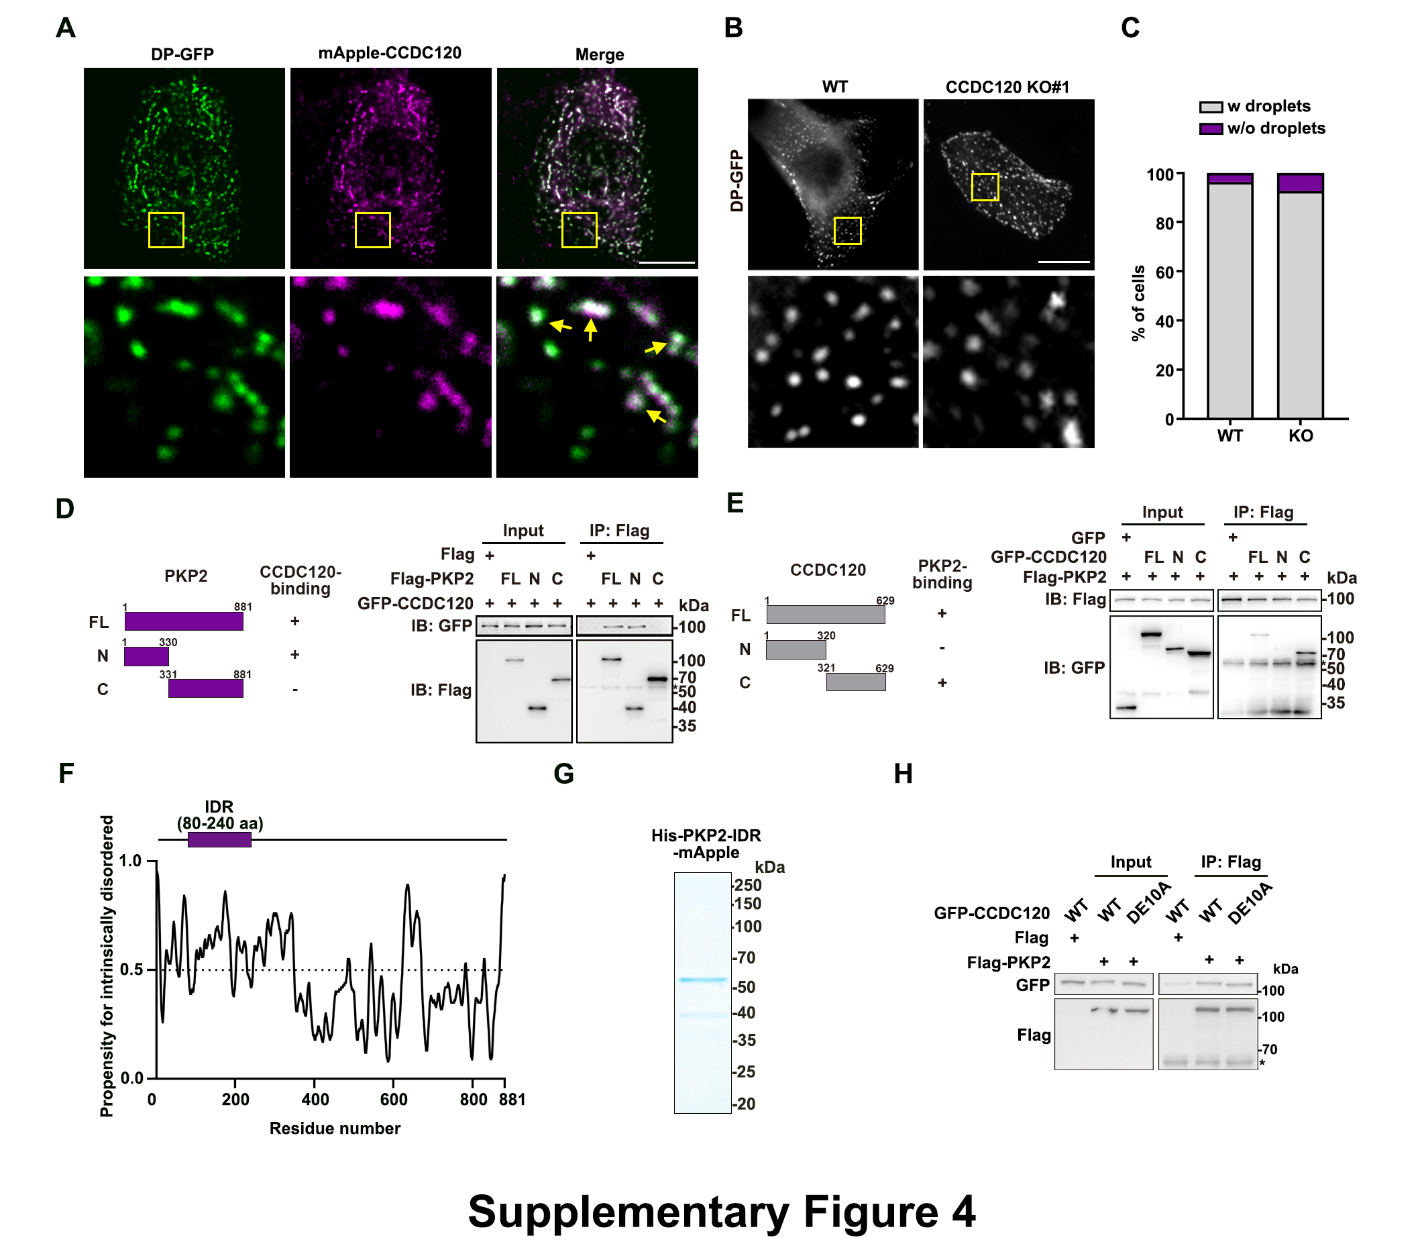 A
DP-GFP
mApple-CCDC120
Merge
B
WT
CCDC120 KO#1
DP-GFP
C
w droplets
w/o droplets
% of cells
100
80
60
40
20
0
WT
KO
D
PKP2
CCDC120-
binding
FL
1
881
+
N
1
330
+
C
331
881
-
Input
IP: Flag
Flag
+
+
Flag-PKP2
FL N C
FL N C
GFP-CCDC120
+ + + +
+ + + +
kDa
IB: GFP
-100
IB: Flag
-100
-70
*
-50
-40
-35
E
CCDC120
PKP2-
binding
FL
1
629
+
N
1
320
-
C
321
629
+
Input
IP: Flag
GFP
+
+
GFP-CCDC120
FL N C
FL N C
Flag-PKP2
+ + + +
+ + + +
kDa
IB: Flag
-100
IB: GFP
-100
-70
*-50
-40
-35
F
IDR
(80-240 aa)
Propensity for intrinsically disordered
1.0
0.5
0.0
0
200
400
600
800
881
Residue number
G
His-PKP2-IDR
-mApple
kDa
-250
-150
-100
-70
-50
-40
-35
-25
-20
H
Input
IP: Flag
GFP-CCDC120
WT
WT
DE10A
WT
WT
DE10A
Flag
+
+
Flag-PKP2
+ +
+ +
kDa
GFP
-100
Flag
-100
-70
*
Supplementary Figure 4